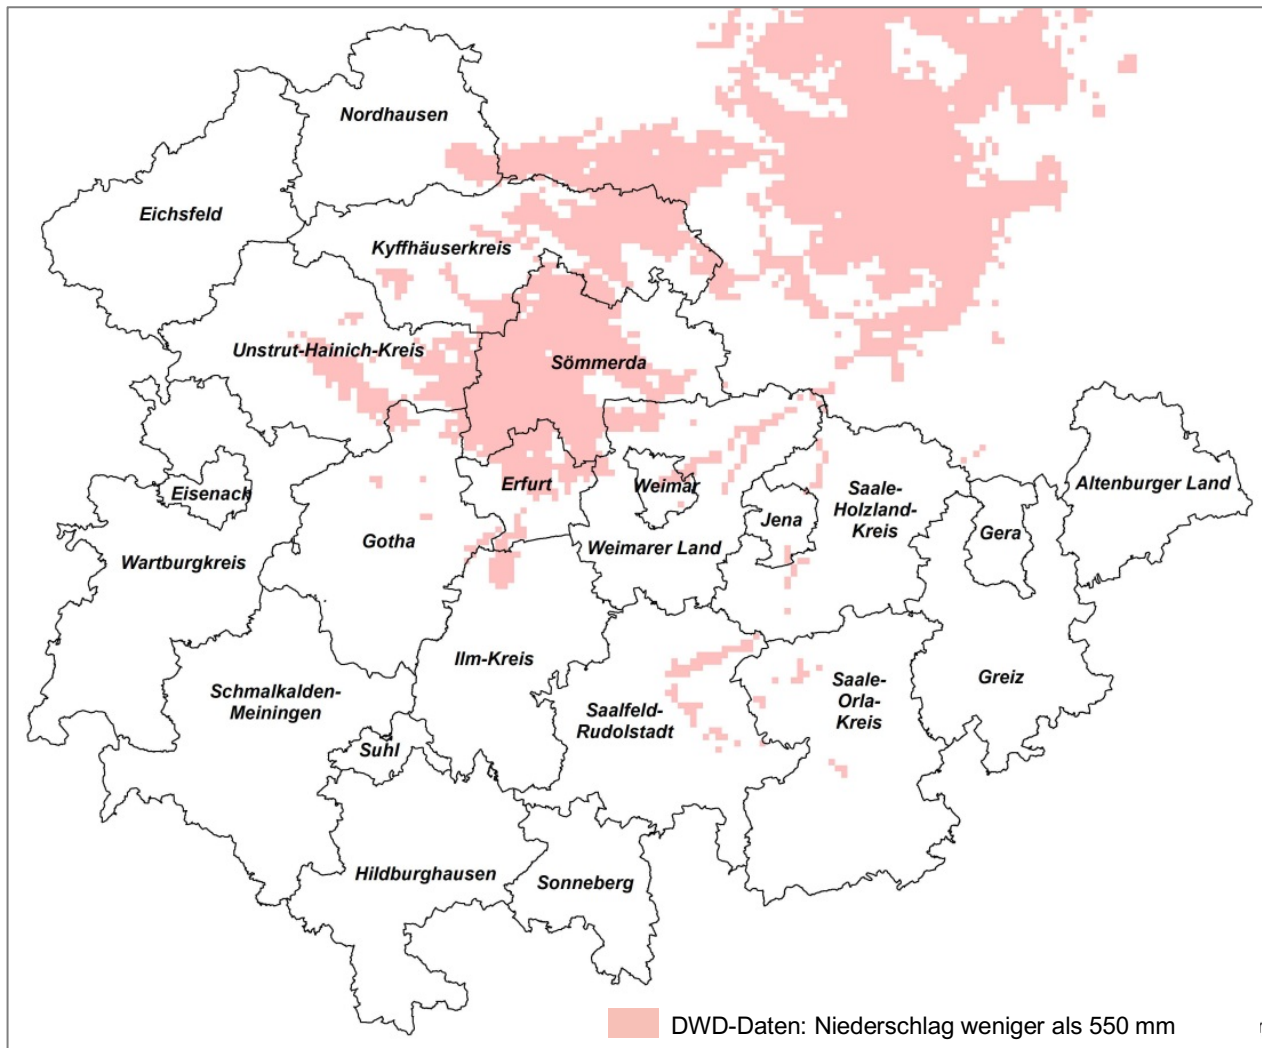 Nordhausen
Eichsfeld
Kyffhäuserkreis
Unstrut-Hainich-Kreis
Sömmerda
Eisenach
Erfurt
Weimar
Altenburger Land
Saale-
Holzland-
Kreis
Jena
Gera
Gotha
Weimarer Land
Wartburgkreis
Ilm-Kreis
Schmalkalden-
Meiningen
Saalfeld-
Rudolstadt
Saale-
Orla-
Kreis
Greiz
Suhl
Hildburghausen
Sonneberg
DWD-Daten: Niederschlag weniger als 550 mm